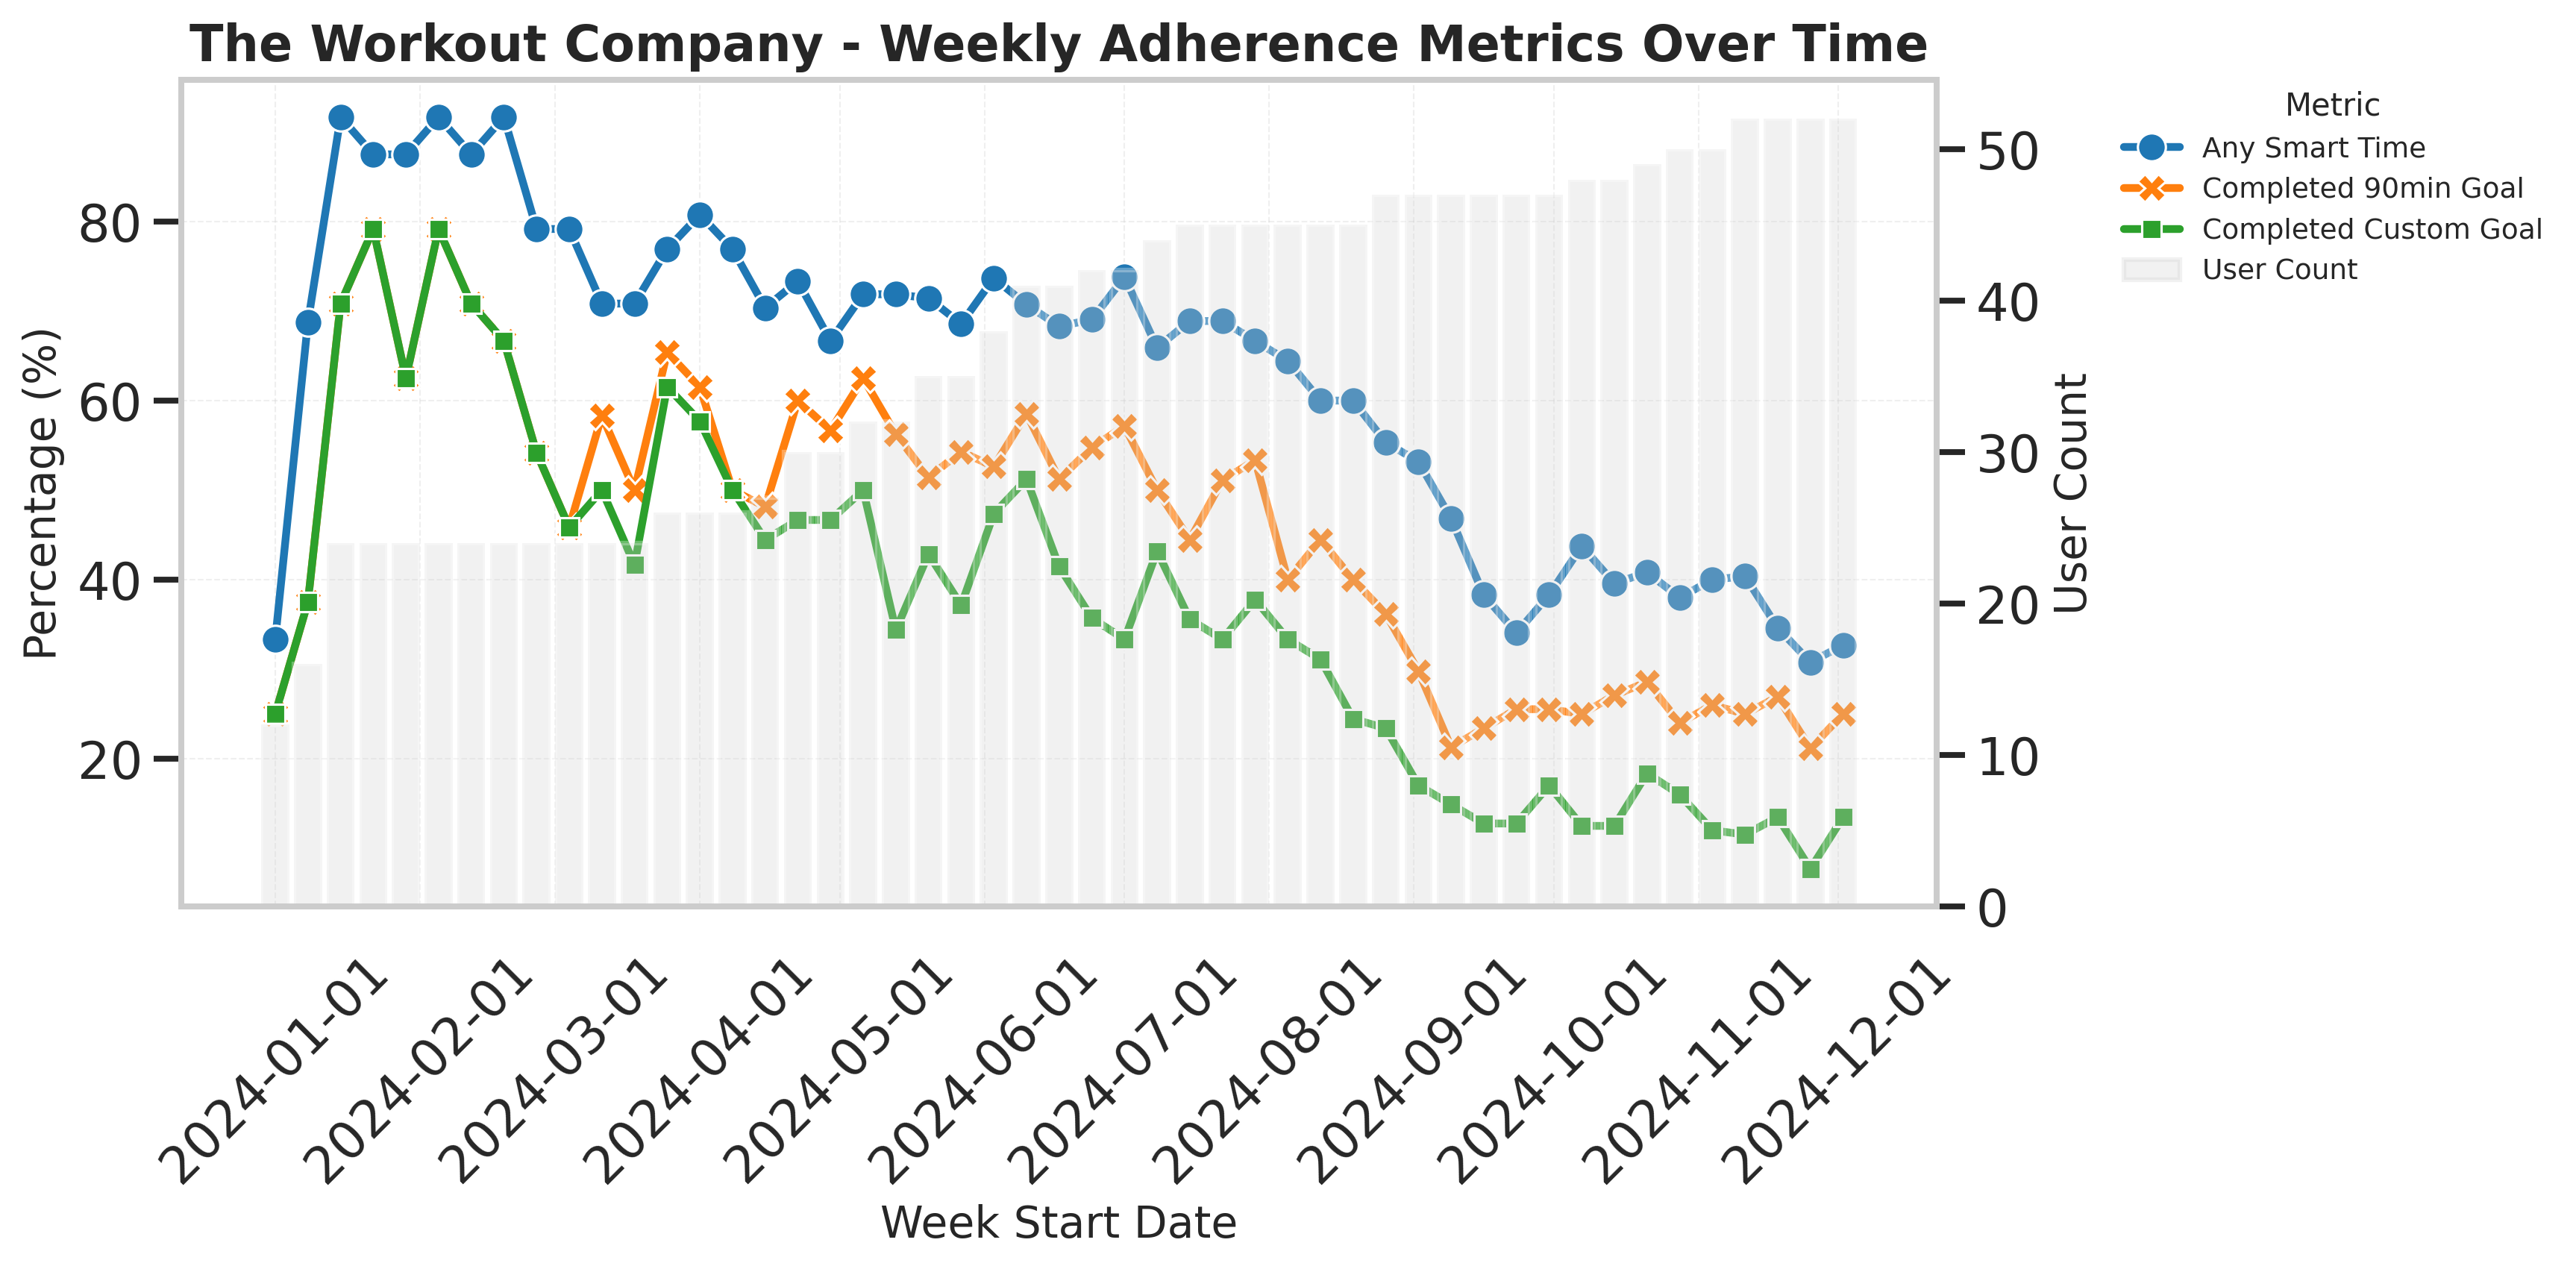 The Workout Company - Weekly Adherence Metrics Over Time
Percentage (%)
80
60
40
20
50
40
30
20
10
0
User Count
Metric
Any Smart Time
Completed 90min Goal
Completed Custom Goal
User Count
2024-01-01
2024-02-01
2024-03-01
2024-04-01
2024-05-01
2024-06-01
2024-07-01
2024-08-01
2024-09-01
2024-10-01
2024-11-01
2024-12-01
Week Start Date